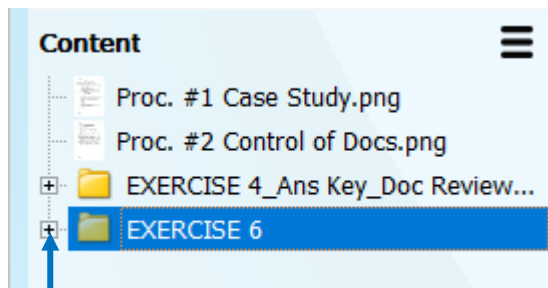 Content
Proc. #1 Case Study.png
Proc. #2 Control of Docs.png
EXERCISE 4_Ans Key_Doc Review...
EXERCISE 6